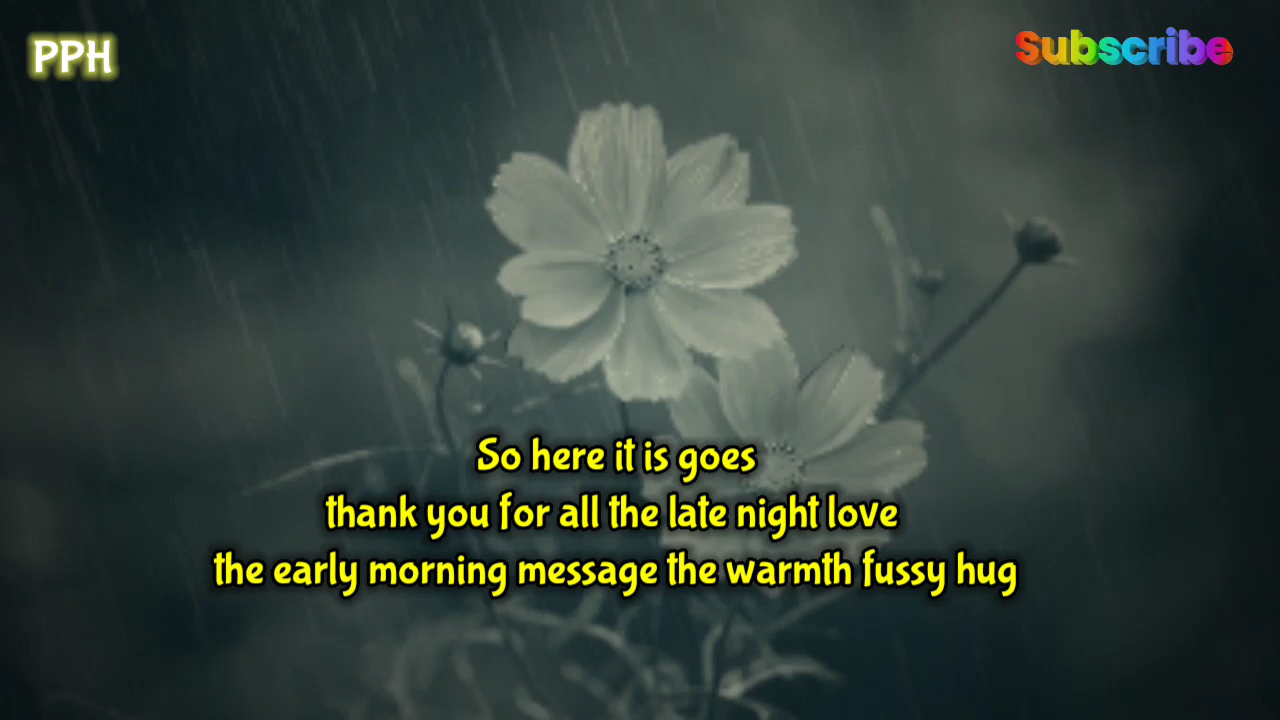 PPH
Subscribe
So here it is goes
thank you for all the late night love
the early morning message the warmth fussy hug